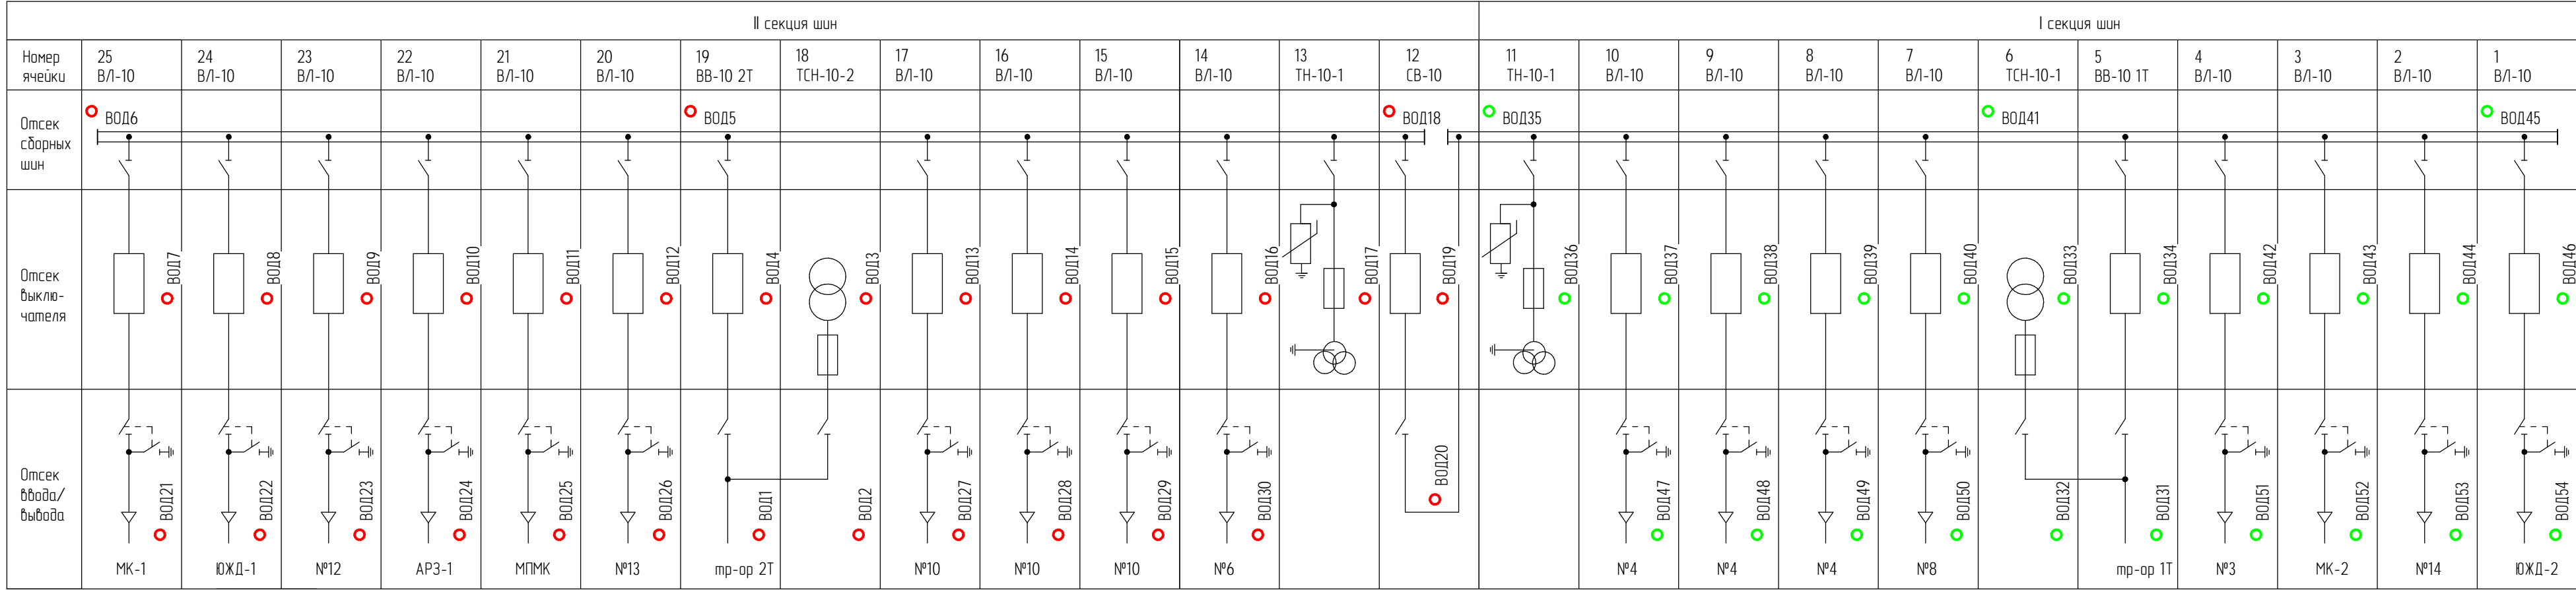 II секция шин
I секция шин
Номер
ячейки
25
ВЛ-10
24
ВЛ-10
23
ВЛ-10
22
ВЛ-10
21
ВЛ-10
20
ВЛ-10
19
ВВ-10 2Т
18
ТСН-10-2
17
ВЛ-10
16
ВЛ-10
15
ВЛ-10
14
ВЛ-10
13
ТН-10-1
12
СВ-10
11
ТН-10-1
10
ВЛ-10
9
ВЛ-10
8
ВЛ-10
7
ВЛ-10
6
ТСН-10-1
5
ВВ-10 1Т
4
ВЛ-10
3
ВЛ-10
2
ВЛ-10
1
ВЛ-10
Отсек
сборных
шин
ВОД6
ВОД5
ВОД18
ВОД35
ВОД41
ВОД45
Отсек
выклю-
чателя
ВОД7
ВОД8
ВОД9
ВОД10
ВОД11
ВОД12
ВОД4
ВОД3
ВОД13
ВОД14
ВОД15
ВОД16
ВОД17
ВОД19
ВОД36
ВОД37
ВОД38
ВОД39
ВОД40
ВОД33
ВОД34
ВОД42
ВОД43
ВОД44
ВОД46
Отсек
ввода/
вывода
ВОД21
ВОД22
ВОД23
ВОД24
ВОД25
ВОД26
ВОД1
ВОД2
ВОД27
ВОД28
ВОД29
ВОД30
ВОД20
ВОД47
ВОД48
ВОД49
ВОД50
ВОД32
ВОД31
ВОД51
ВОД52
ВОД53
ВОД54
МК-1
ЮЖД-1
№12
АРЗ-1
МПМК
№13
тр-ор 2Т
№10
№10
№10
№6
№4
№4
№4
№8
тр-ор 1Т
№3
МК-2
№14
ЮЖД-2